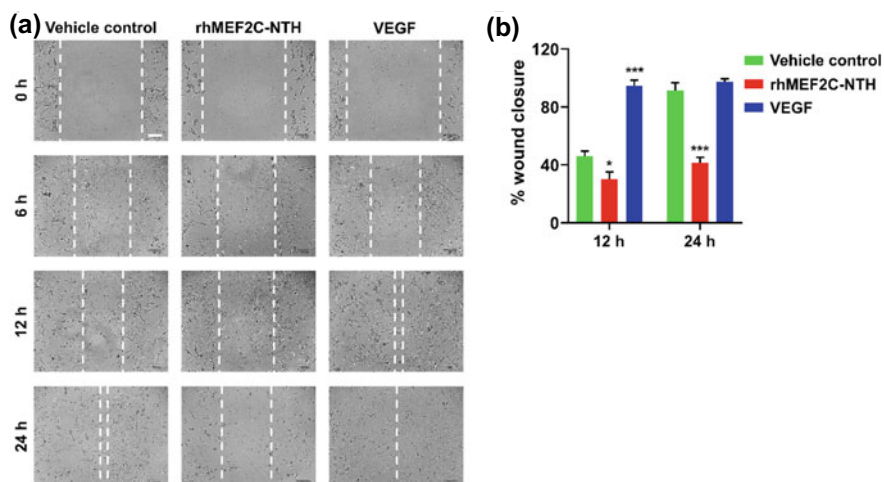 (a)
Vehicle control rhMEF2C-NTH VEGF
0 h
6 h
12 h
24 h
(b)
120
80
40
0
% wound closure
*
***
***
12 h 24 h
Vehicle control
rhMEF2C-NTH
VEGF